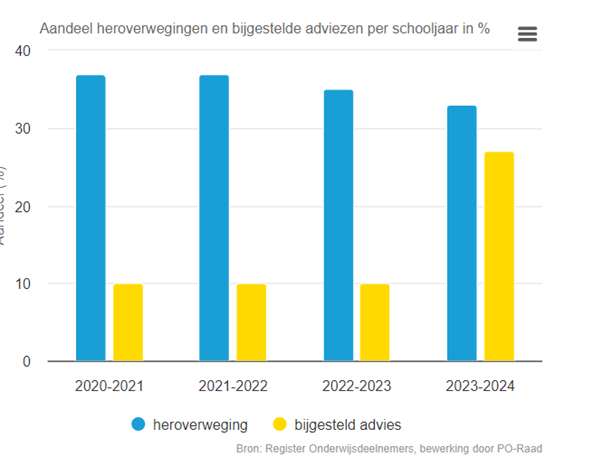 Aandeel heroverwegingen en bijgestelde adviezen per schooljaar in %
40
30
20
10
0
2020-2021 2021-2022 2022-2023 2023-2024
heroverweging bijgesteld advies
Bron: Register Onderwijsdeelnemers, bewerking door PO-Raad